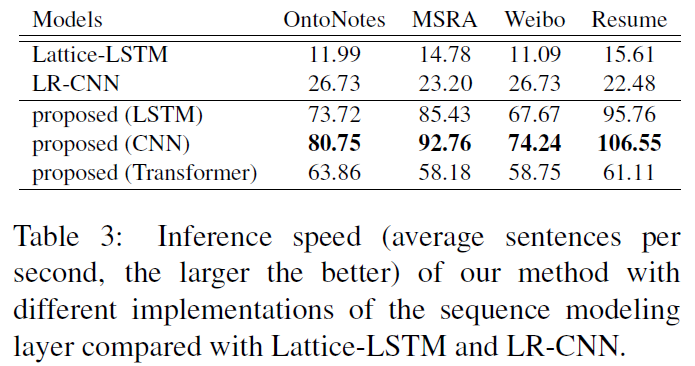 Models OntoNotes MSRA Weibo Resume
Lattice-LSTM 11.99 14.78 11.09 15.61
LR-CNN 26.73 23.20 26.73 22.48
proposed (LSTM) 73.72 85.43 67.67 95.76
proposed (CNN) 80.75 92.76 74.24 106.55
proposed (Transformer) 63.86 58.18 58.75 61.11
Table 3: Inference speed (average sentences per
second, the larger the better) of our method with
different implementations of the sequence modeling
layer compared with Lattice-LSTM and LR-CNN.